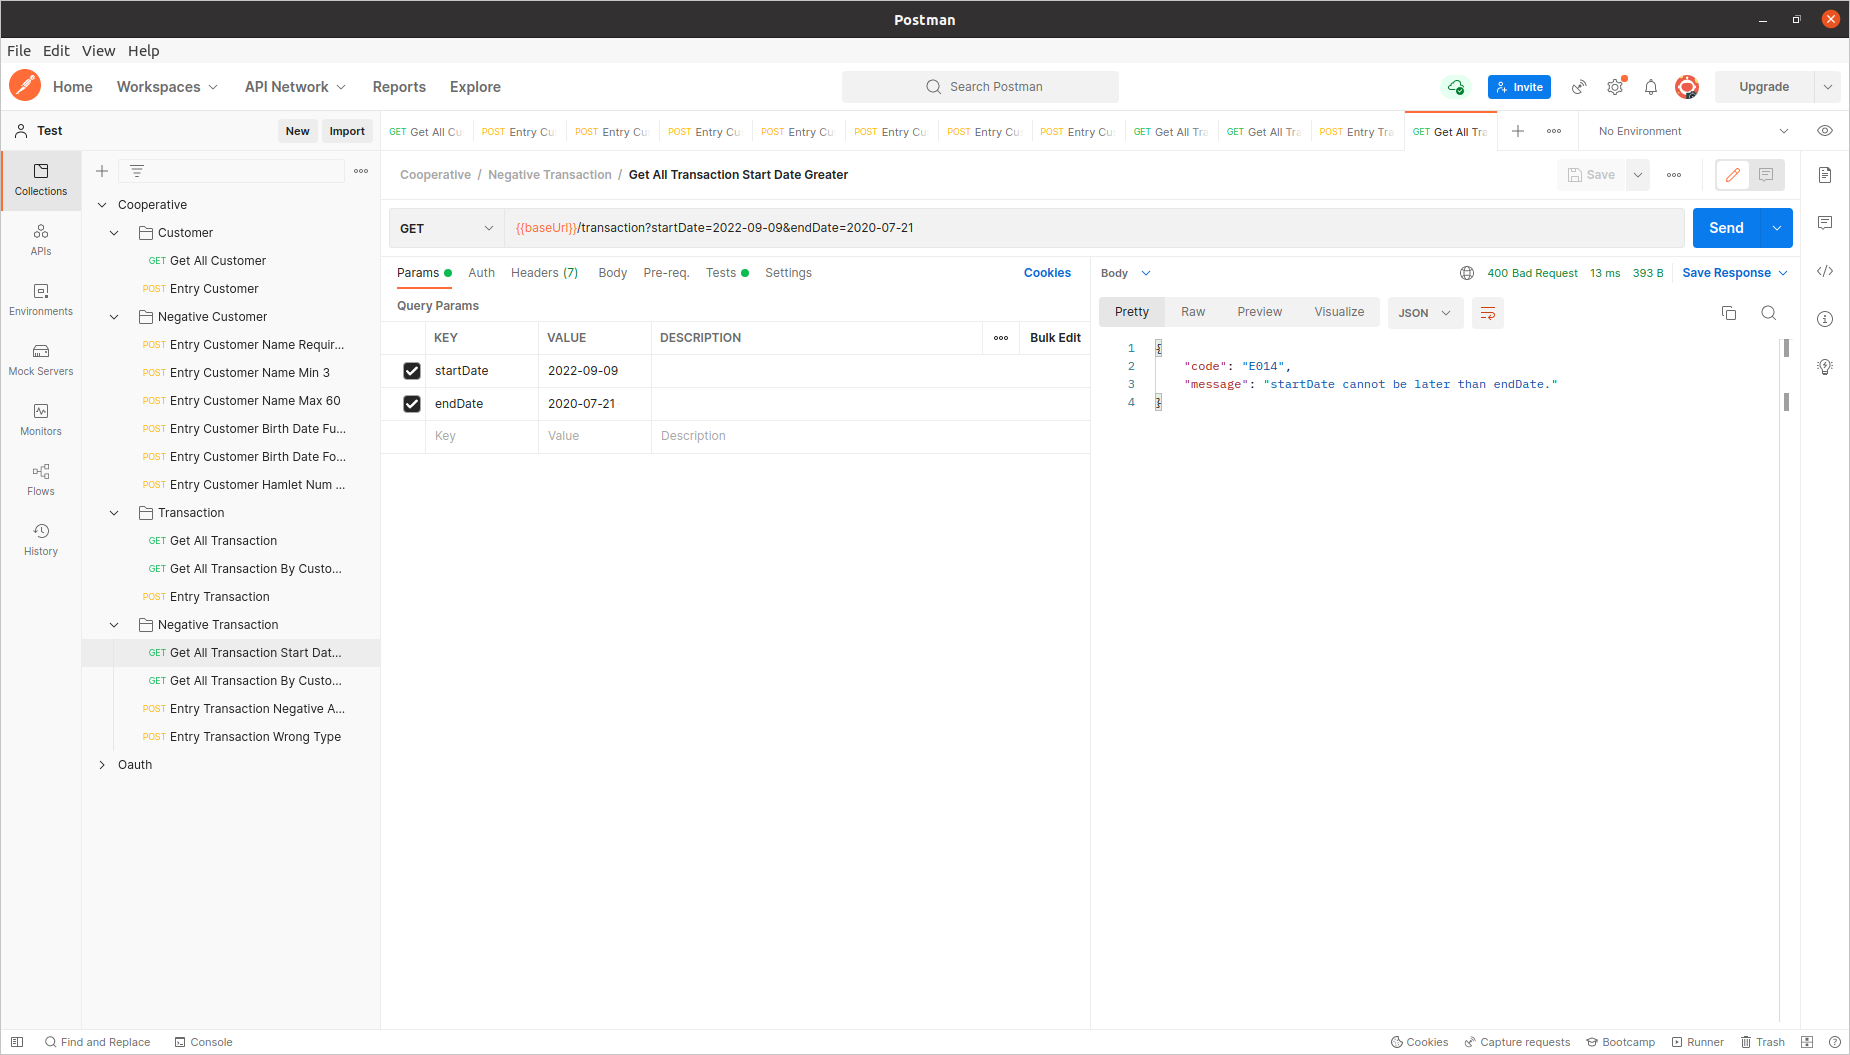 Postman
File Edit View Help
Home Workspaces API Network Reports Explore Search Postman Invite Upgrade
Test New Import
GET Get All Cu POST Entry Cu POST Entry Cu POST Entry Cu POST Entry Cu POST Entry Cu POST Entry Cu POST Entry Cu GET Get All Tra GET Get All Tra POST Entry Tra GET Get All Tra No Environment
Collections
APIs
Environments
Mock Servers
Monitors
Flows
History
Cooperative
Customer
GET Get All Customer
POST Entry Customer
Negative Customer
POST Entry Customer Name Requir...
POST Entry Customer Name Min 3
POST Entry Customer Name Max 60
POST Entry Customer Birth Date Fu...
POST Entry Customer Birth Date Fo...
POST Entry Customer Hamlet Num ...
Transaction
GET Get All Transaction
GET Get All Transaction By Custo...
POST Entry Transaction
Negative Transaction
GET Get All Transaction Start Dat...
GET Get All Transaction By Custo...
POST Entry Transaction Negative A...
POST Entry Transaction Wrong Type
Oauth
Cooperative / Negative Transaction / Get All Transaction Start Date Greater Save
GET {{baseUrl}}/transaction?startDate=2022-09-09&endDate=2020-07-21 Send
Params Auth Headers (7) Body Pre-req. Tests Settings Cookies
Query Params
KEY VALUE DESCRIPTION Bulk Edit
startDate 2022-09-09
endDate 2020-07-21
Key Value Description
Body 400 Bad Request 13 ms 393 B Save Response
Pretty Raw Preview Visualize JSON
1 {
2 "code": "E014",
3 "message": "startDate cannot be later than endDate."
4 }
Find and Replace Console Cookies Capture requests Bootcamp Runner Trash